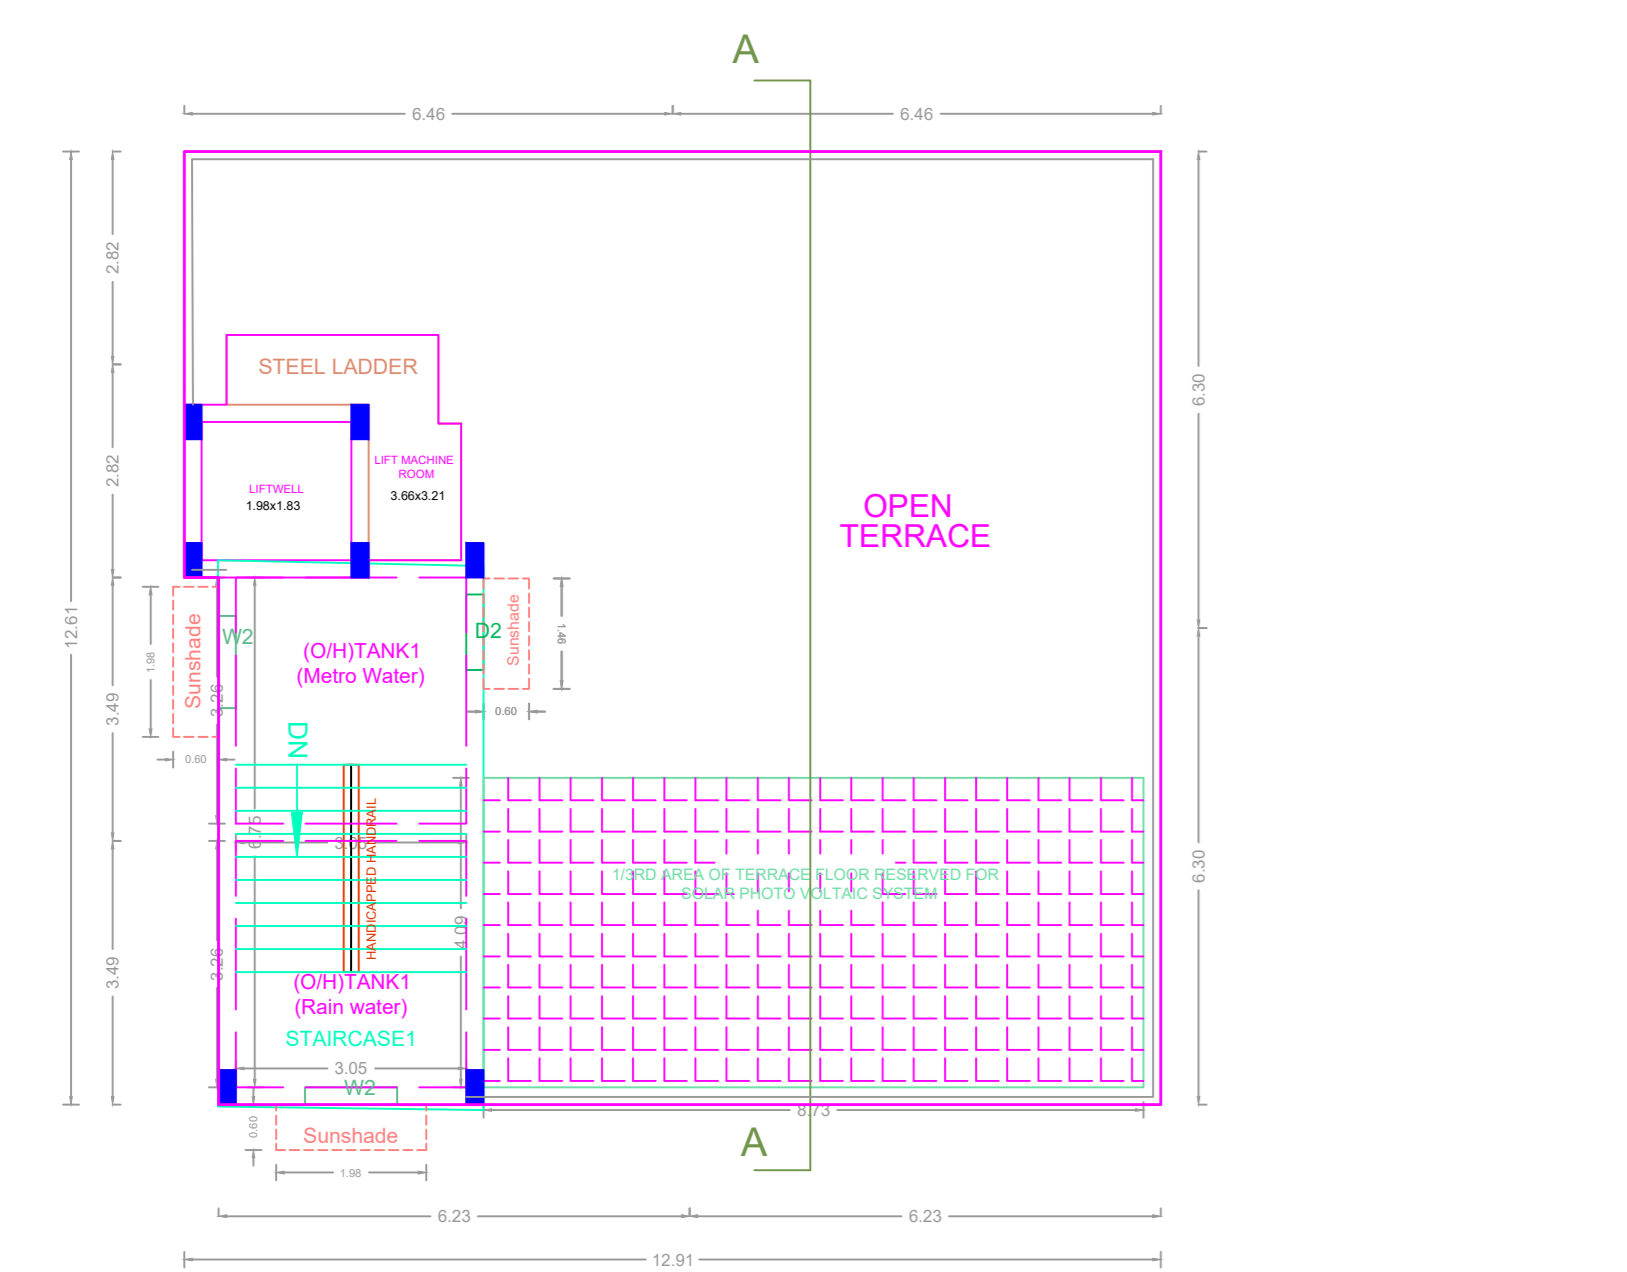 A
6.46
6.46
2.82
STEEL LADDER
6.30
2.82
LIFT MACHINE
ROOM
3.66x3.21
LIFTWELL
1.98x1.83
OPEN
TERRACE
12.61
Sunshade
1.98
W2
3.26
0.60
(O/H)TANK1
(Metro Water)
D2
Sunshade
1.46
0.60
3.49
DN
6.75
HANDICAPPED HANDRAIL
4.09
1/3RD AREA OF TERRACE FLOOR RESERVED FOR
SOLAR PHOTO VOLTAIC SYSTEM
6.30
3.26
3.49
(O/H)TANK1
(Rain water)
STAIRCASE1
3.05
W2
8.73
0.60
Sunshade
1.98
A
6.23
6.23
12.91